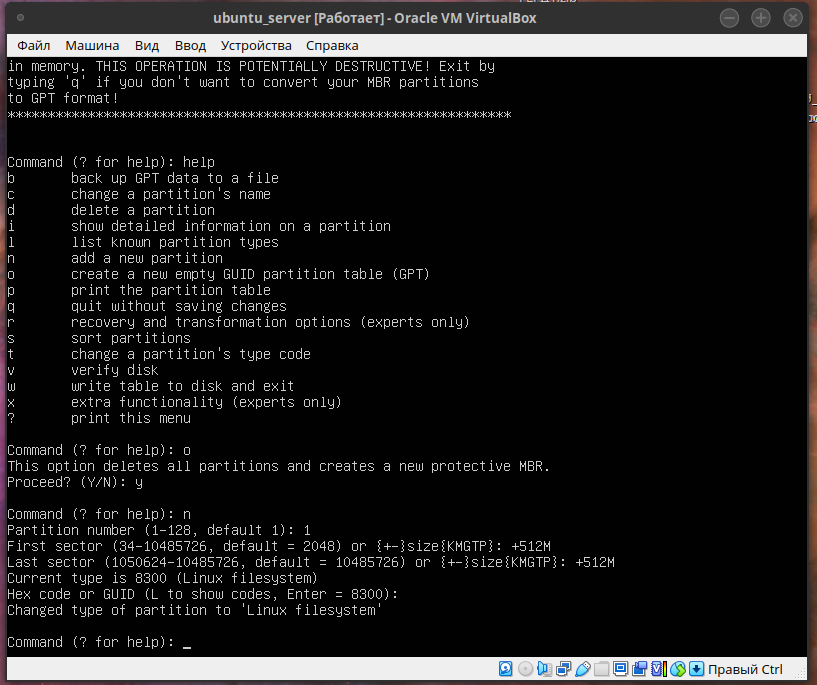 ubuntu_server [Работает] - Oracle VM VirtualBox
Файл Машина Вид Ввод Устройства Справка
in memory. THIS OPERATION IS POTENTIALLY DESTRUCTIVE! Exit by
typing 'q' if you don't want to convert your MBR partitions
to GPT format!
***************************************************************
Command (? for help): help
b back up GPT data to a file
c change a partition's name
d delete a partition
i show detailed information on a partition
l list known partition types
n add a new partition
o create a new empty GUID partition table (GPT)
p print the partition table
q quit without saving changes
r recovery and transformation options (experts only)
s sort partitions
t change a partition's type code
v verify disk
w write table to disk and exit
x extra functionality (experts only)
? print this menu
Command (? for help): o
This option deletes all partitions and creates a new protective MBR.
Proceed? (Y/N): y
Command (? for help): n
Partition number (1-128, default 1): 1
First sector (34-10485726, default = 2048) or {+-}size{KMGTP}: +512M
Last sector (1050624-10485726, default = 10485726) or {+-}size{KMGTP}: +512M
Current type is 8300 (Linux filesystem)
Hex code or GUID (L to show codes, Enter = 8300):
Changed type of partition to 'Linux filesystem'
Command (? for help): _
Правый Ctrl